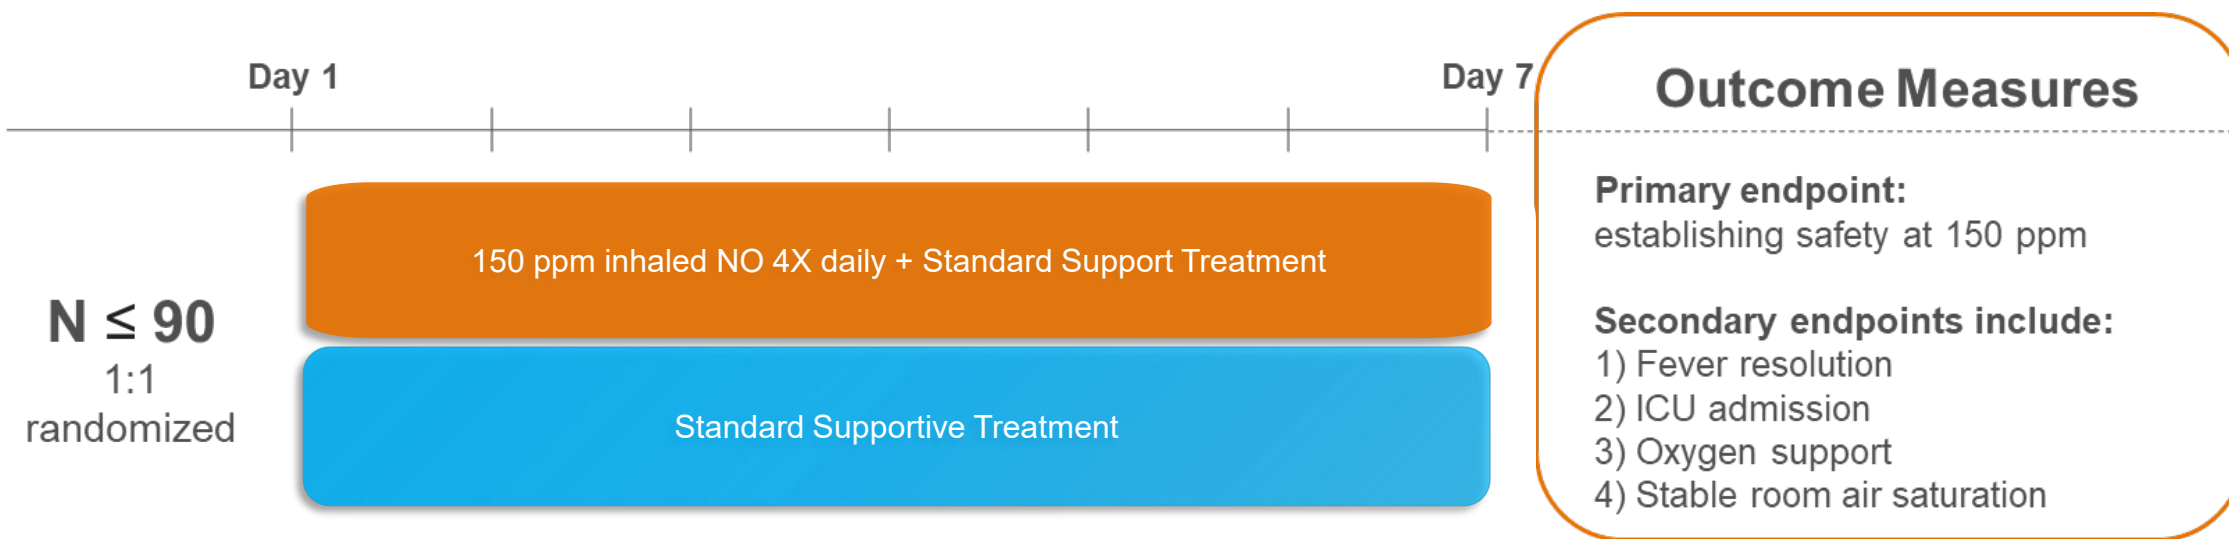 Day 1
Day 7
N ≤ 90
1:1
randomized
150 ppm inhaled NO 4X daily + Standard Support Treatment
Standard Supportive Treatment
Outcome Measures
Primary endpoint:
establishing safety at 150 ppm
Secondary endpoints include:
1) Fever resolution
2) ICU admission
3) Oxygen support
4) Stable room air saturation